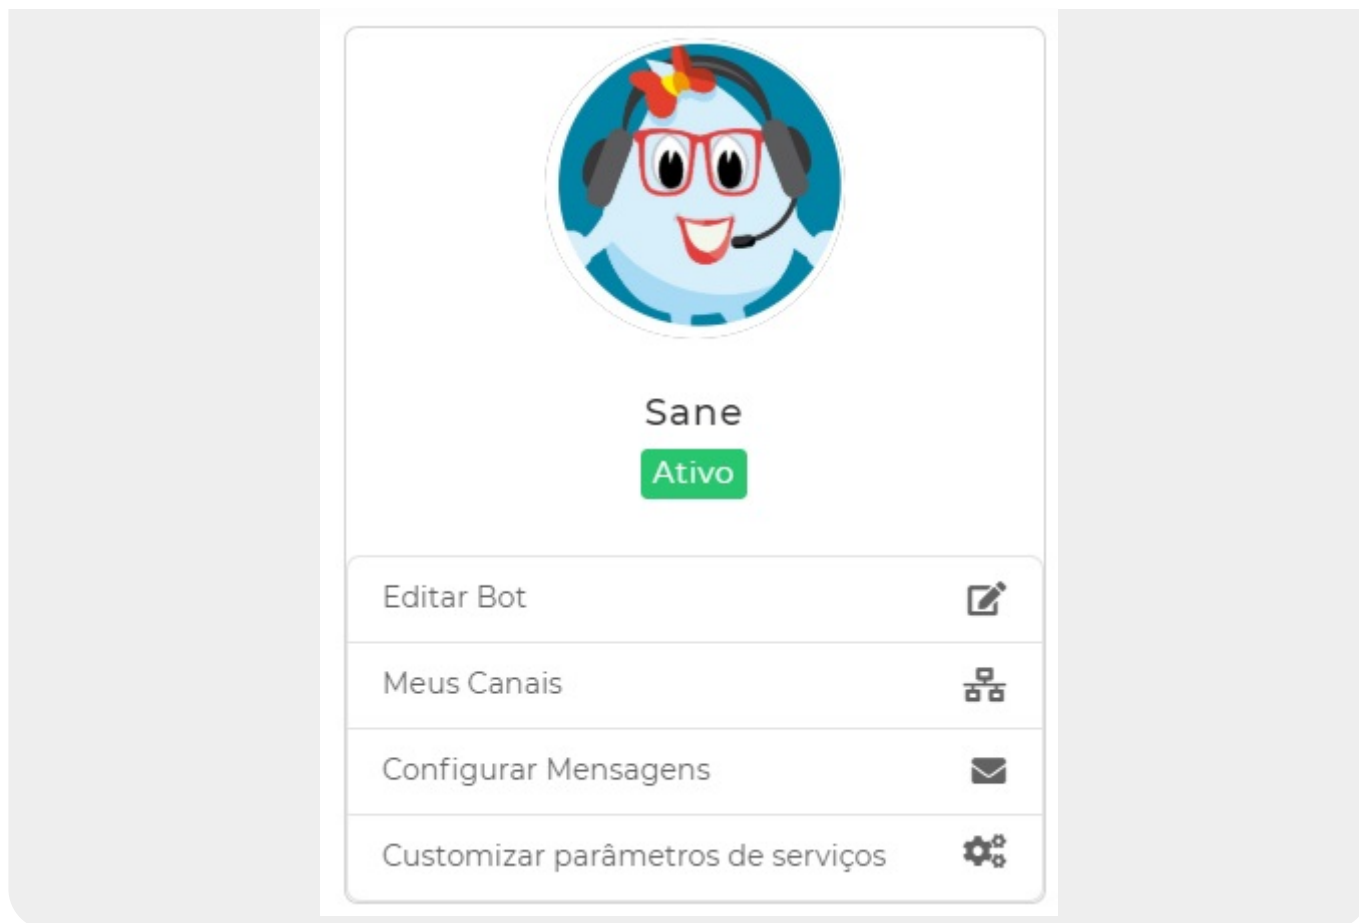 Sane
Ativo
Editar Bot
Meus Canais
Configurar Mensagens
Customizar parâmetros de serviços